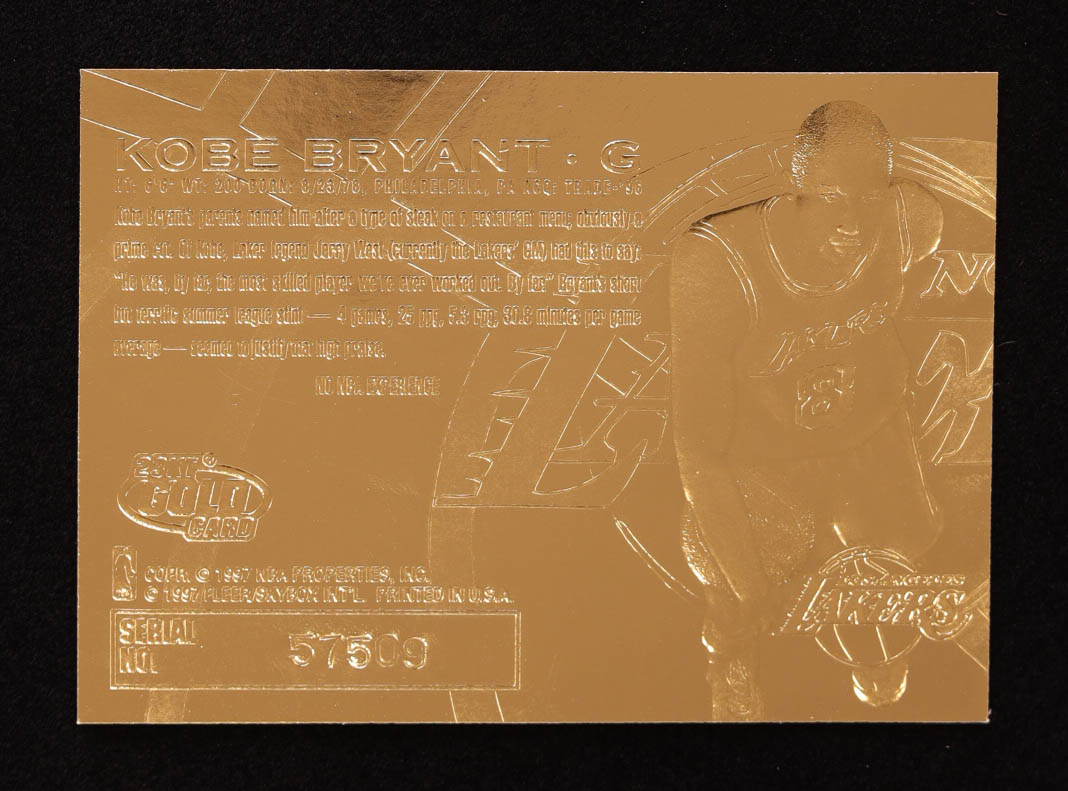 KOBE BRYANT • G
HT: 6'6" WT: 200 BORN: 8/23/78, PHILADELPHIA, PA ACQ: TRADE-'96
Kobe Bryant's parents named him after a type of steak on a restaurant menu, obviously a
prime cut. Of Kobe, Laker legend Jerry West (currently the Lakers' GM) had this to say:
"He was, by far, the most skilled player we've ever worked out. By far." Bryant's short
but terrific summer league stint — 4 games, 25 ppg, 5.3 rpg, 30.8 minutes per game
average — seemed to justify that high praise.
NO NBA EXPERIENCE
LAKERS
8
23KT®
GOLD
CARD
COPR. © 1997 NBA PROPERTIES, INC.
© 1997 FLEER/SKYBOX INT'L. PRINTED IN U.S.A.
SERIAL
NO:
57509
LOS ANGELES
LAKERS